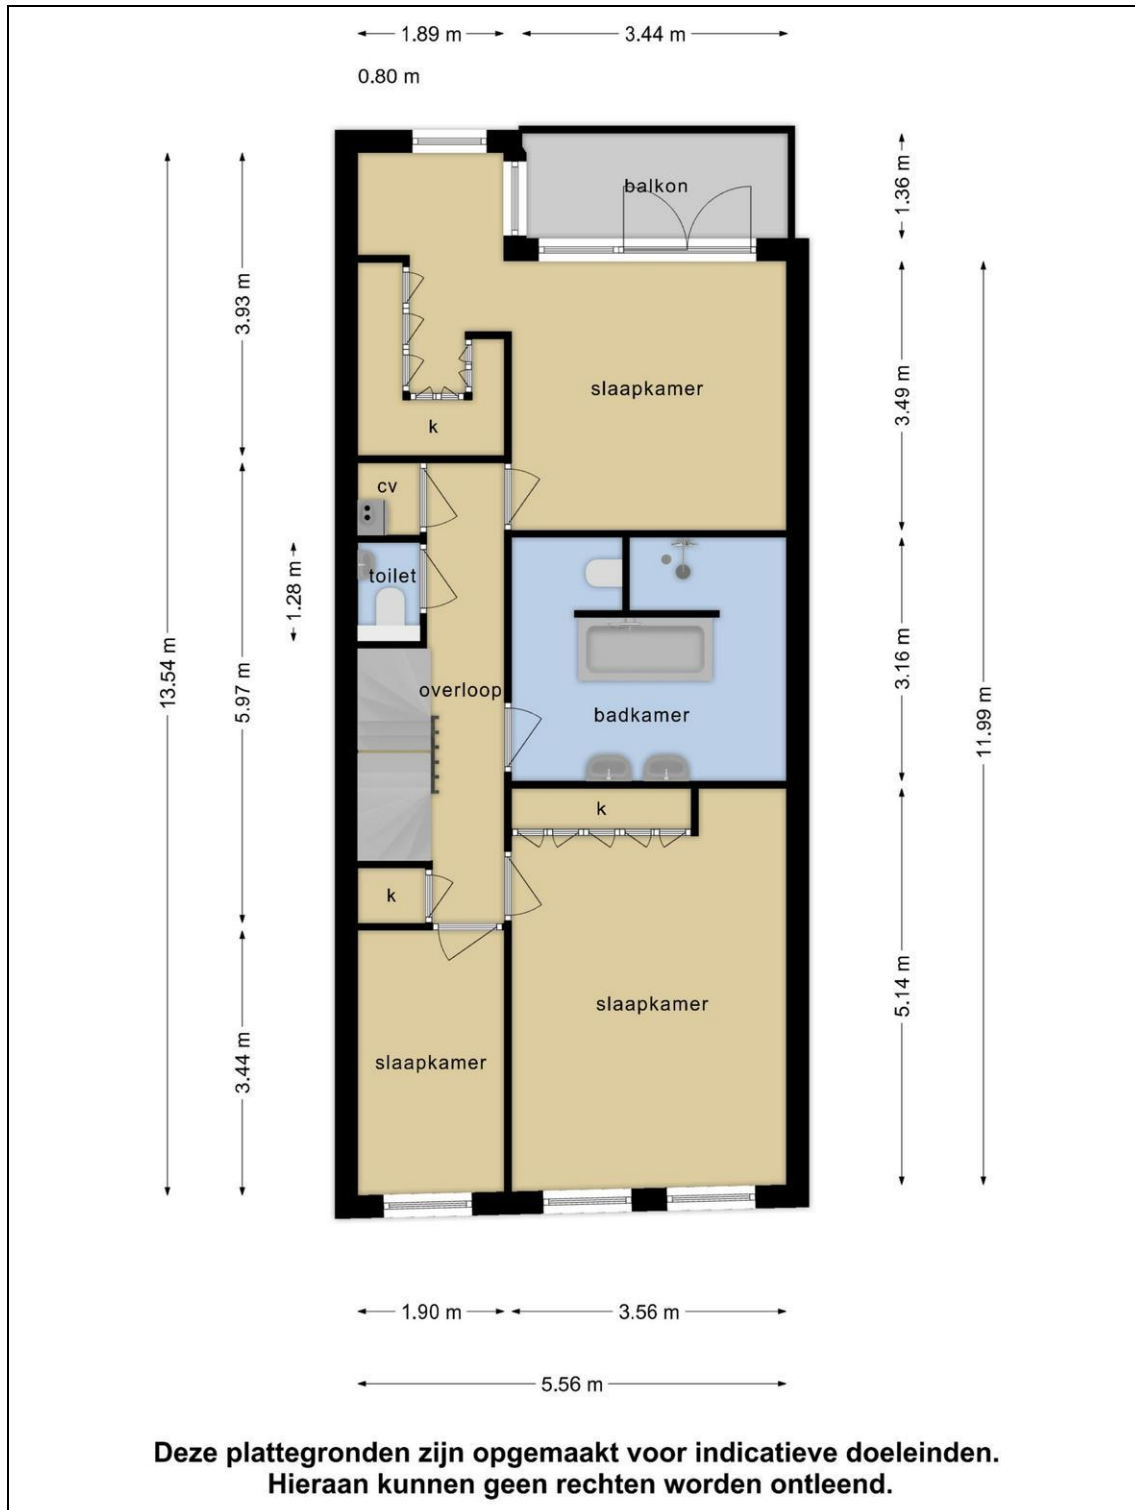 1.89 m
3.44 m
0.80 m
balkon
1.36 m
3.93 m
slaapkamer
3.49 m
k
cv
toilet
1.28 m
13.54 m
5.97 m
overloop
badkamer
3.16 m
11.99 m
k
k
slaapkamer
5.14 m
slaapkamer
3.44 m
1.90 m
3.56 m
5.56 m
Deze plattegronden zijn opgemaakt voor indicatieve doeleinden.
Hieraan kunnen geen rechten worden ontleend.